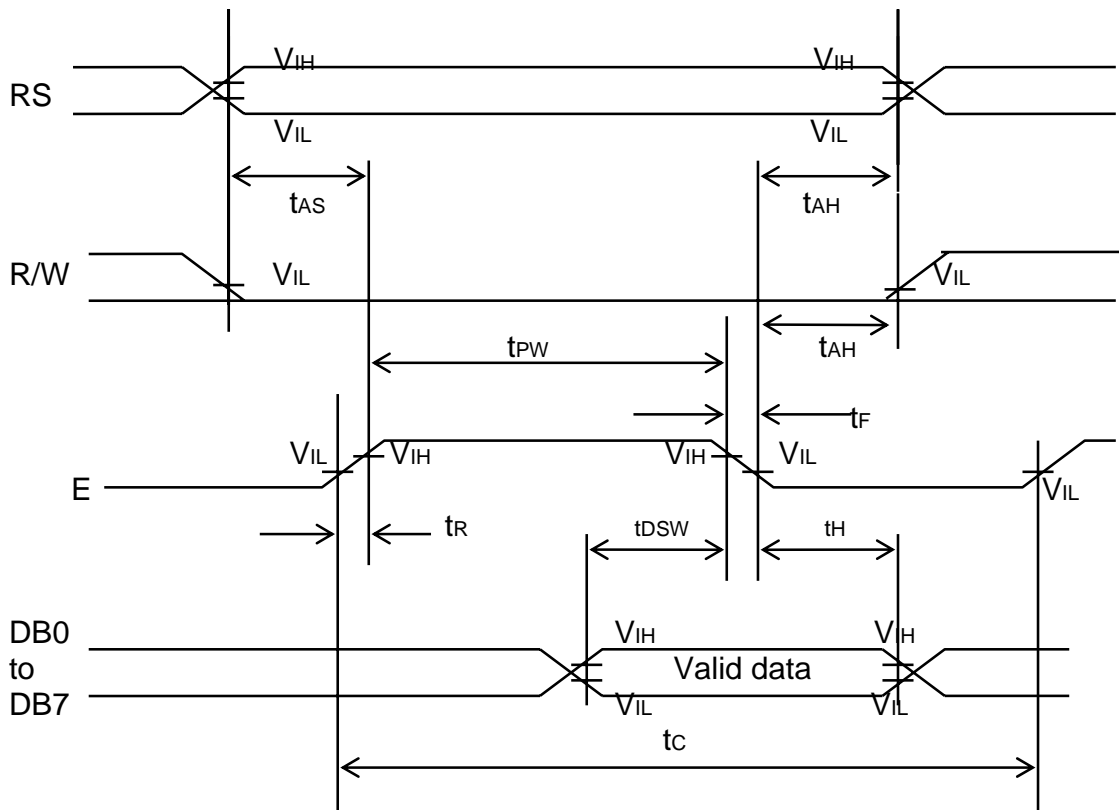 VIH VIH
RS
VIL VIL
tAS tAH
R/W VIL VIL
tPW tAH
tF
VIL VIH VIH VIL
E VIL
tR tDSW tH
DB0 VIH VIH
to Valid data
DB7 VIL VIL
tC